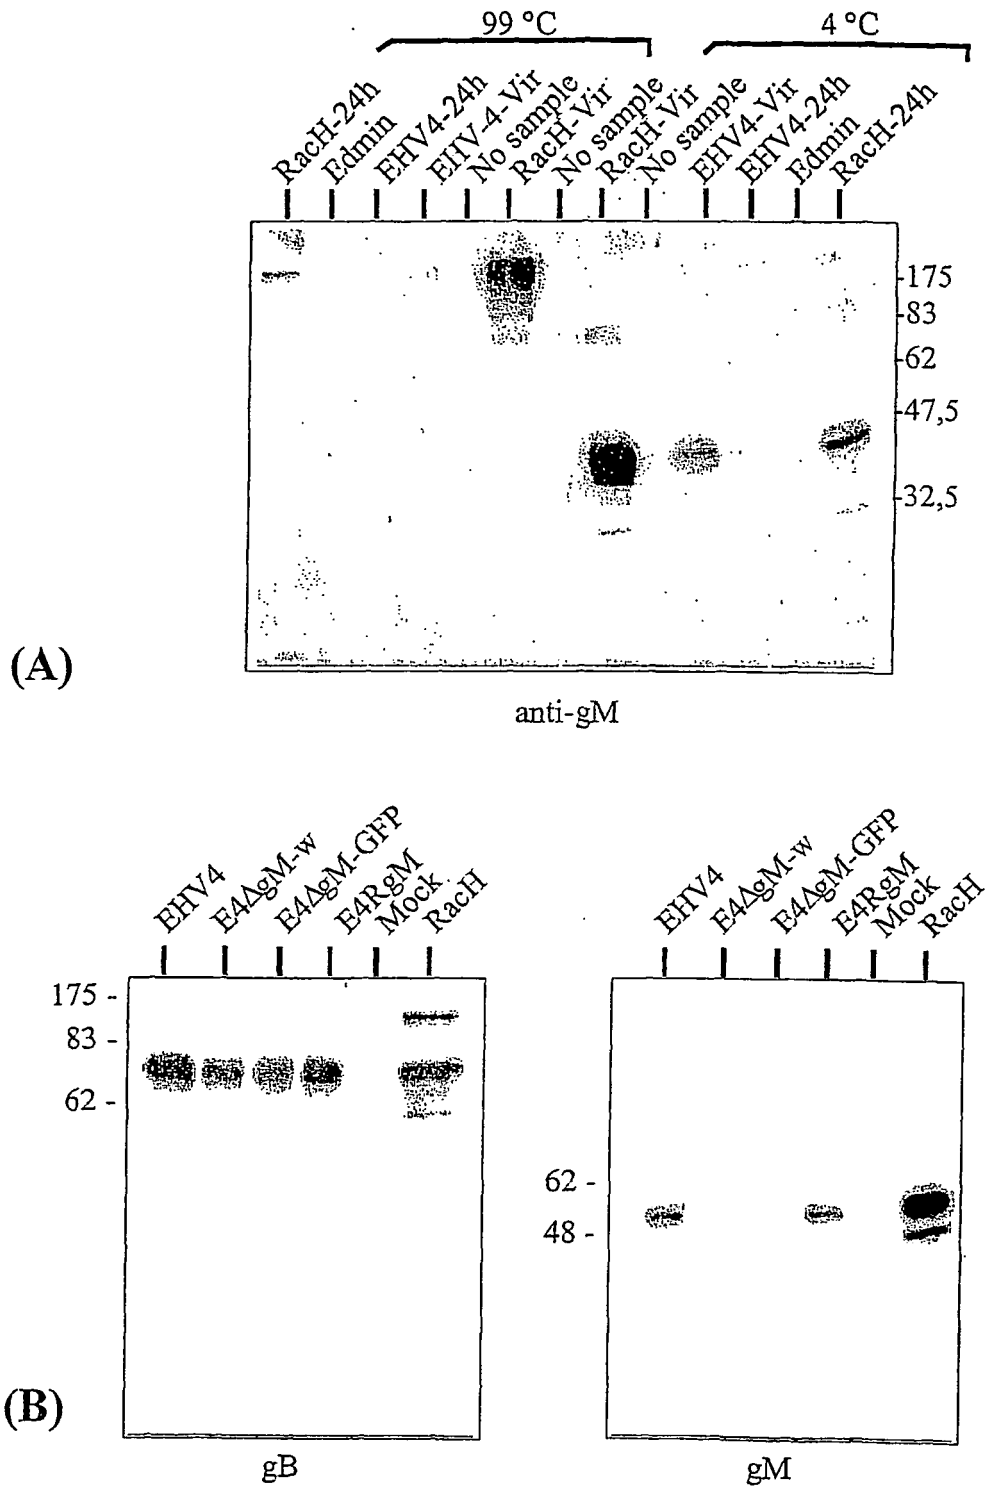 99 °C
4 °C
RacH-24h
Edmin
EHV4-24h
EHV-4-Vir
No sample
RacH-Vir
No sample
RacH-Vir
No sample
EHV4-Vir
EHV4-24h
Edmin
RacH-24h
-175
-83
-62
-47,5
-32,5
(A)
anti-gM
EHV4
E4ΔgM-w
E4ΔgM-GFP
E4RgM
Mock
RacH
175 -
83 -
62 -
gB
EHV4
E4ΔgM-w
E4ΔgM-GFP
E4RgM
Mock
RacH
62 -
48 -
gM
(B)